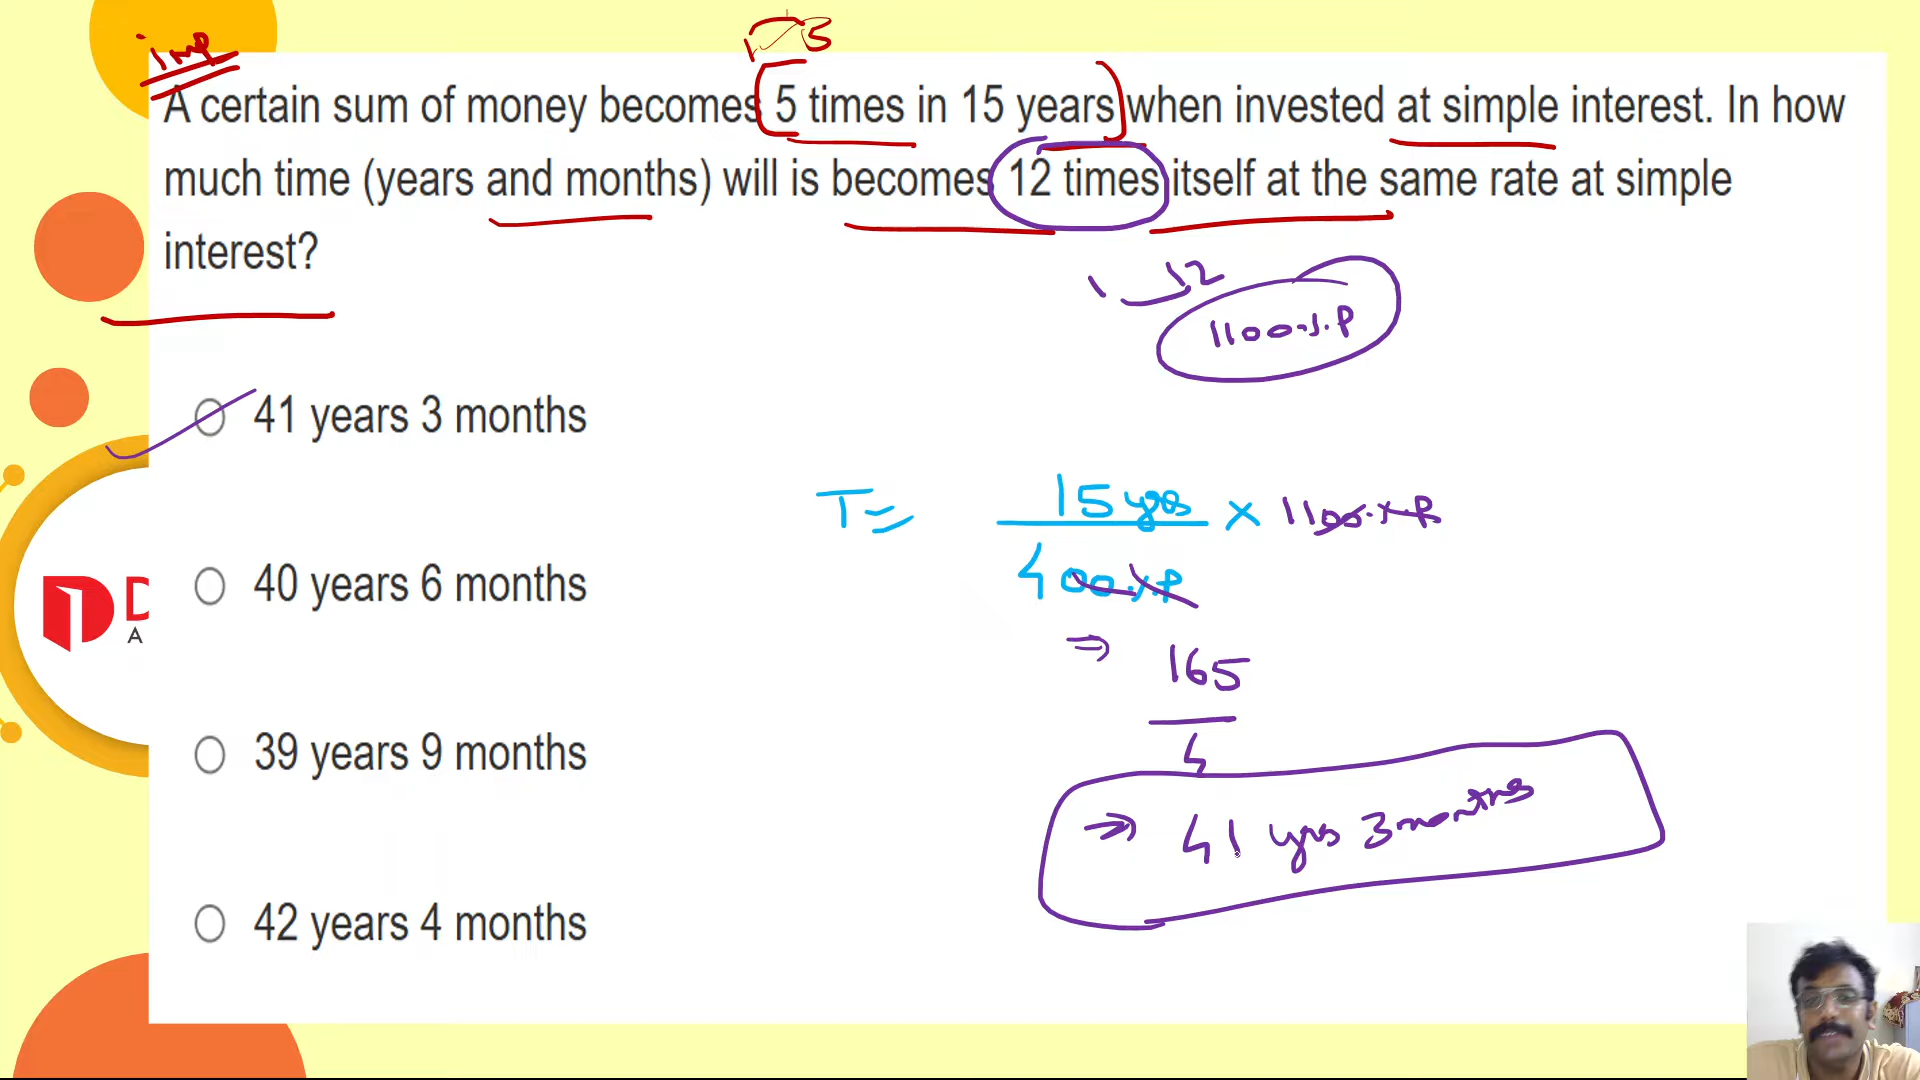 imp
1 5
A certain sum of money becomes 5 times in 15 years when invested at simple interest. In how
much time (years and months) will is becomes 12 times itself at the same rate at simple
interest?
1 12
1100%P
41 years 3 months
T = 15 yrs × 1100%P
400%P
40 years 6 months
D
A
⇒ 165
4
39 years 9 months
⇒ 41 yrs 3 months
42 years 4 months